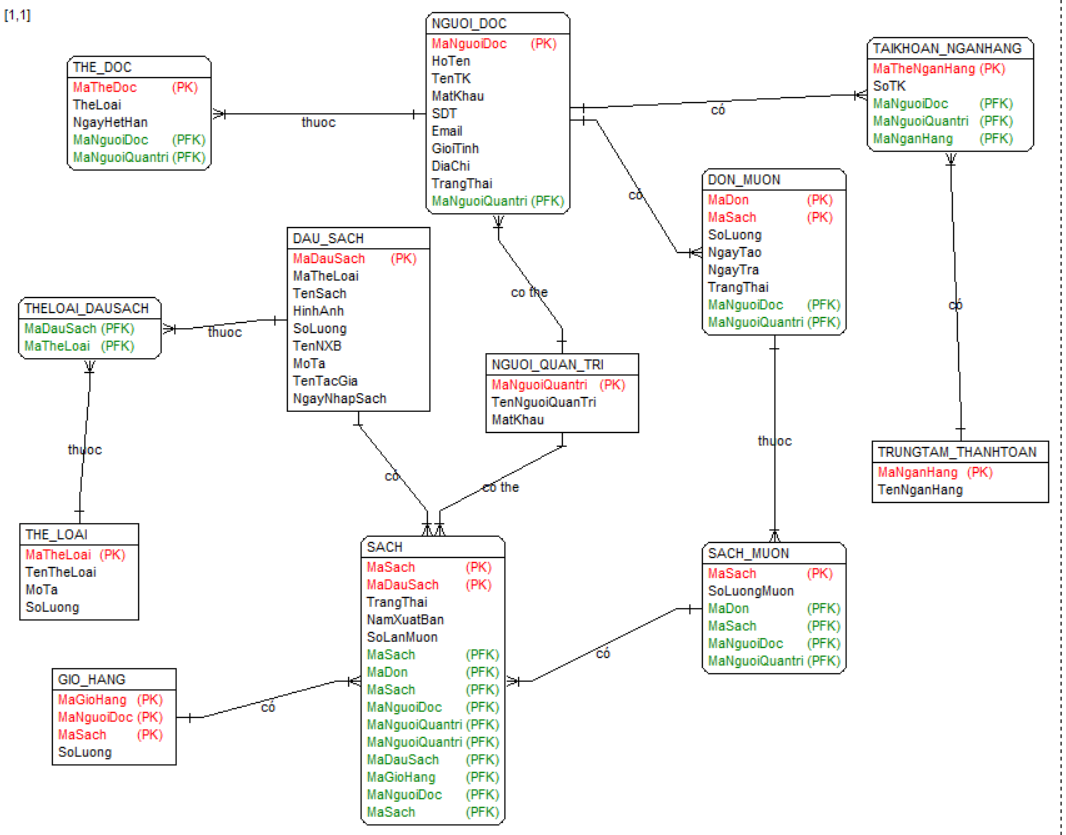 [1,1]
NGUOI_DOC
MaNguoiDoc (PK)
HoTen
TenTK
MatKhau
SDT
Email
GioiTinh
DiaChi
TrangThai
MaNguoiQuantri (PFK)
THE_DOC
MaTheDoc (PK)
TheLoai
NgayHetHan
MaNguoiDoc (PFK)
MaNguoiQuantri (PFK)
thuoc
TAIKHOAN_NGANHANG
MaTheNganHang (PK)
SoTK
MaNguoiDoc (PFK)
MaNguoiQuantri (PFK)
MaNganHang (PFK)
có
có
DON_MUON
MaDon (PK)
MaSach (PK)
SoLuong
NgayTao
NgayTra
TrangThai
MaNguoiDoc (PFK)
MaNguoiQuantri (PFK)
DAU_SACH
MaDauSach (PK)
MaTheLoai
TenSach
HinhAnh
SoLuong
TenNXB
MoTa
TenTacGia
NgayNhapSach
THELOAI_DAUSACH
MaDauSach (PFK)
MaTheLoai (PFK)
thuoc
co the
có
NGUOI_QUAN_TRI
MaNguoiQuantri (PK)
TenNguoiQuanTri
MatKhau
thuoc
thuoc
TRUNGTAM_THANHTOAN
MaNganHang (PK)
TenNganHang
có
co the
THE_LOAI
MaTheLoai (PK)
TenTheLoai
MoTa
SoLuong
SACH
MaSach (PK)
MaDauSach (PK)
TrangThai
NamXuatBan
SoLanMuon
MaSach (PFK)
MaDon (PFK)
MaSach (PFK)
MaNguoiDoc (PFK)
MaNguoiQuantri (PFK)
MaNguoiQuantri (PFK)
MaDauSach (PFK)
MaGioHang (PFK)
MaNguoiDoc (PFK)
MaSach (PFK)
SACH_MUON
MaSach (PK)
SoLuongMuon
MaDon (PFK)
MaSach (PFK)
MaNguoiDoc (PFK)
MaNguoiQuantri (PFK)
có
GIO_HANG
MaGioHang (PK)
MaNguoiDoc (PK)
MaSach (PK)
SoLuong
có